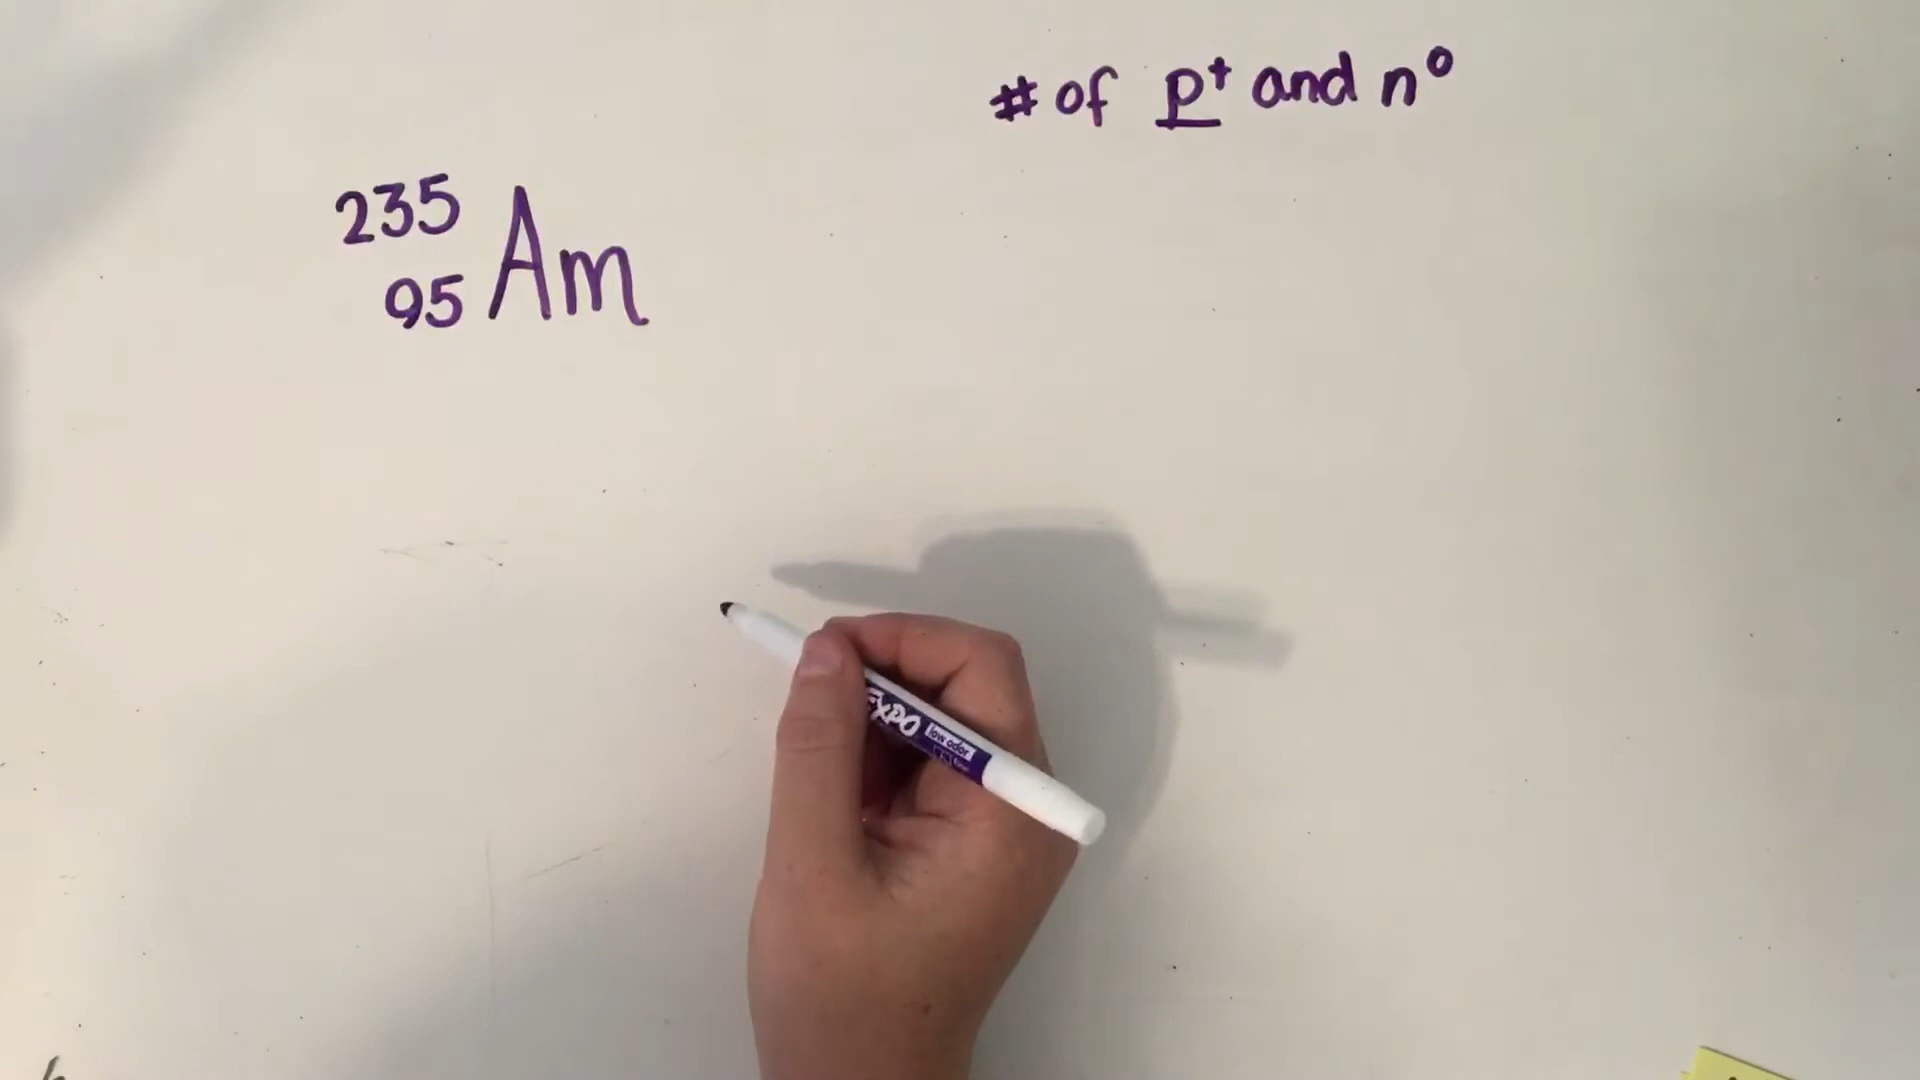 # of p⁺ and n⁰
235
95 Am
EXPO
low odor